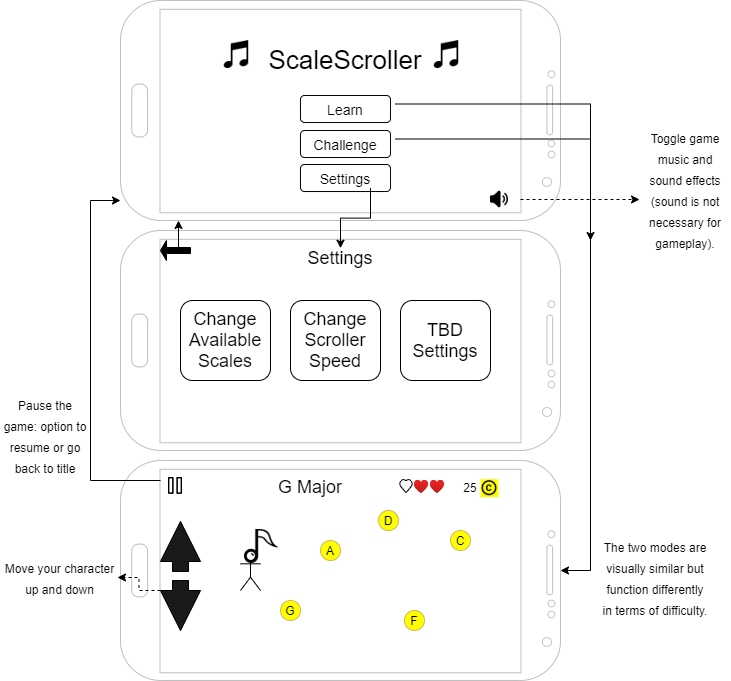 ScaleScroller
Learn
Challenge
Settings
Toggle game
music and
sound effects
(sound is not
necessary for
gameplay).
Settings
Change
Available
Scales
Change
Scroller
Speed
TBD
Settings
Pause the
game: option to
resume or go
back to title
G Major
25 C
D
A
C
G
F
Move your character
up and down
The two modes are
visually similar but
function differently
in terms of difficulty.